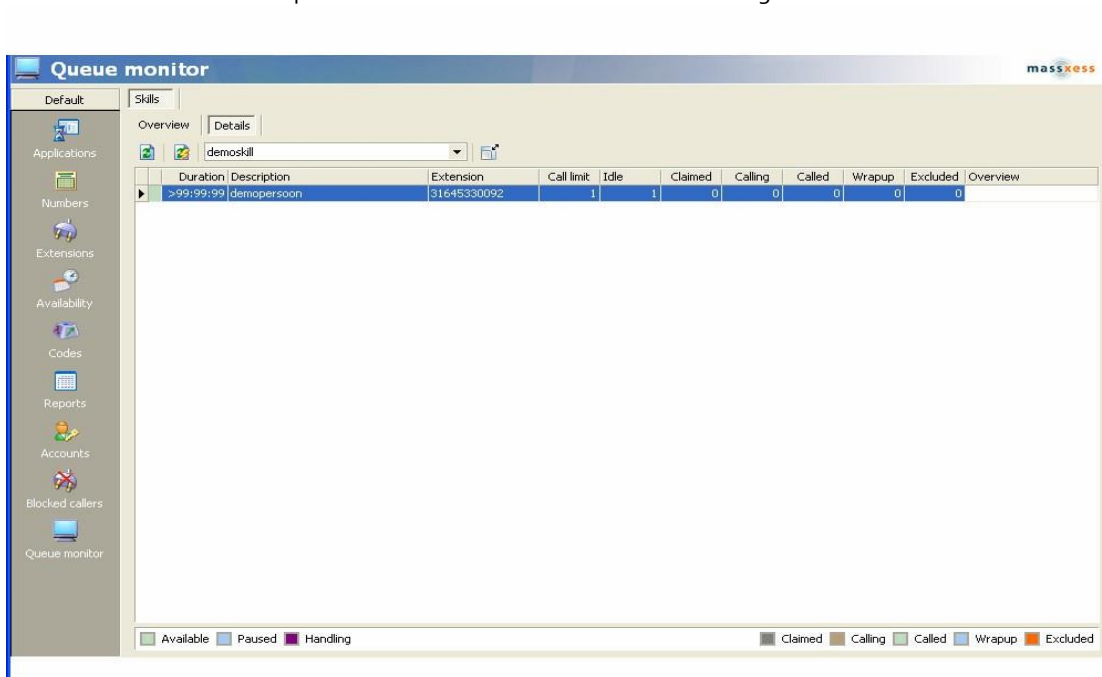 Queue monitor
massxess
Default
Skills
Overview Details
Applications
demoskill
Duration Description Extension Call limit Idle Claimed Calling Called Wrapup Excluded Overview
>99:99:99 demopersoon 31645330092 1 1 0 0 0 0 0
Numbers
Extensions
Availability
Codes
Reports
Accounts
Blocked callers
Queue monitor
Available Paused Handling Claimed Calling Called Wrapup Excluded